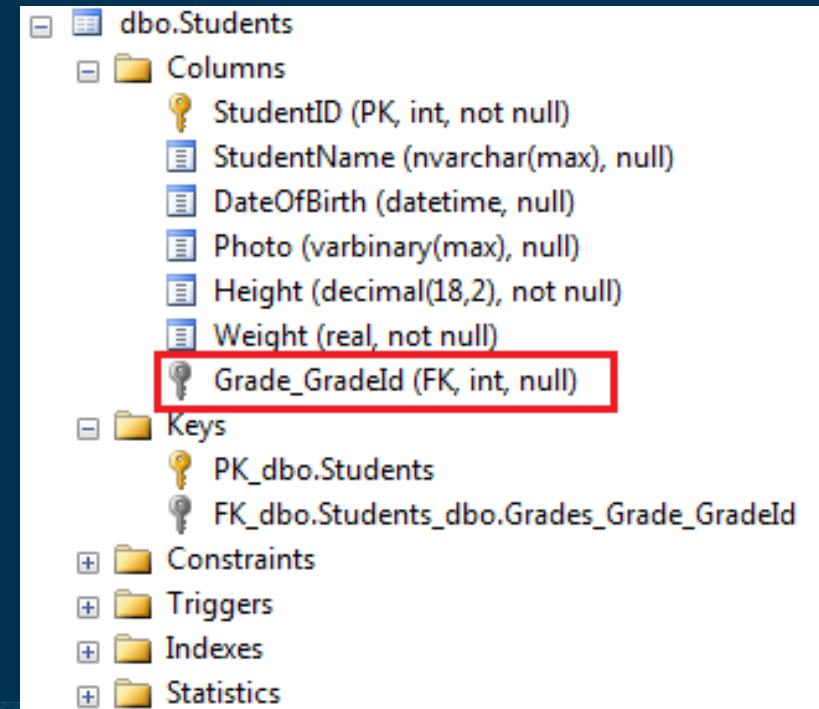 dbo.Students
Columns
StudentID (PK, int, not null)
StudentName (nvarchar(max), null)
DateOfBirth (datetime, null)
Photo (varbinary(max), null)
Height (decimal(18,2), not null)
Weight (real, not null)
Grade_GradeId (FK, int, null)
Keys
PK_dbo.Students
FK_dbo.Students_dbo.Grades_Grade_GradeId
Constraints
Triggers
Indexes
Statistics